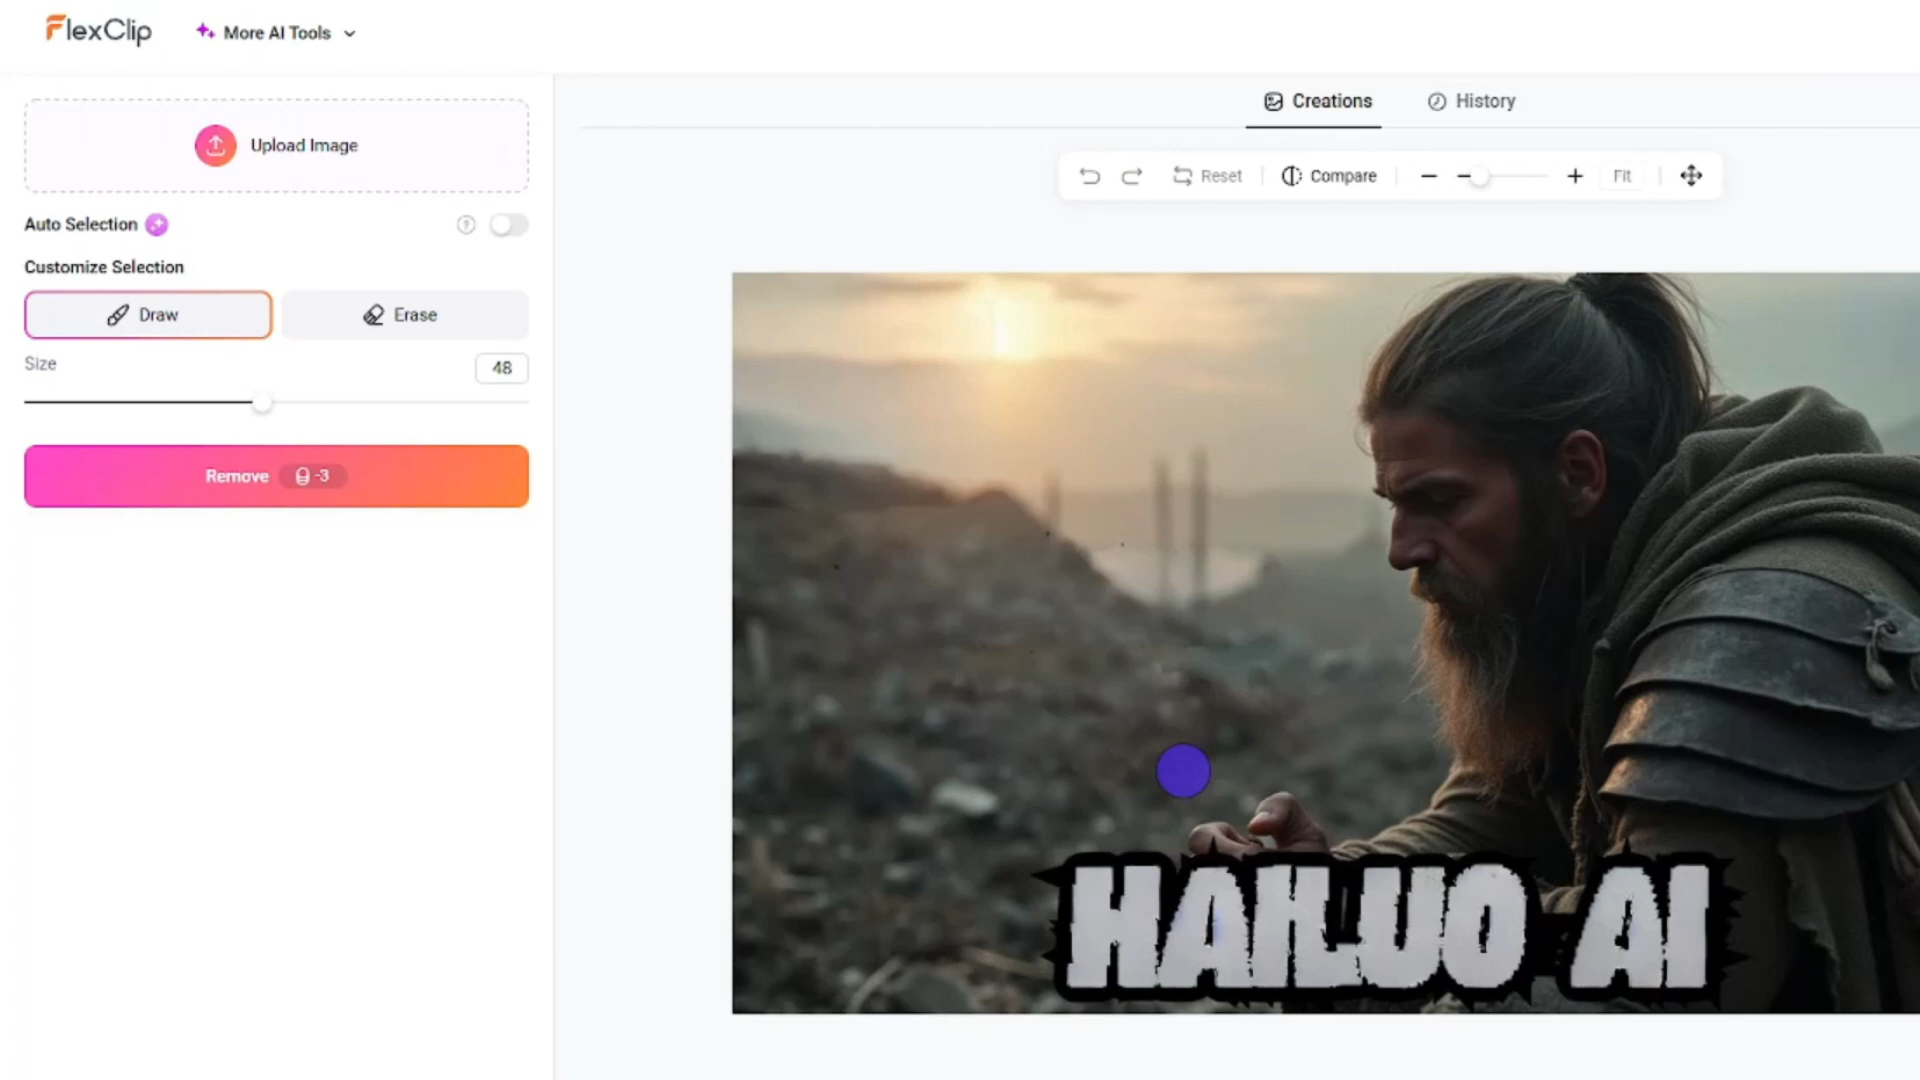 FlexClip
More AI Tools
Creations
History
Upload Image
Reset
Compare
Fit
Auto Selection
?
Customize Selection
Draw
Erase
Size
48
Remove
-3
HAILUO AI